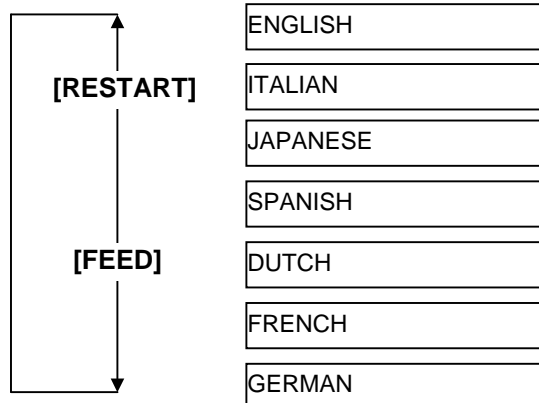 ENGLISH
[RESTART]
ITALIAN
JAPANESE
SPANISH
[FEED]
DUTCH
FRENCH
GERMAN